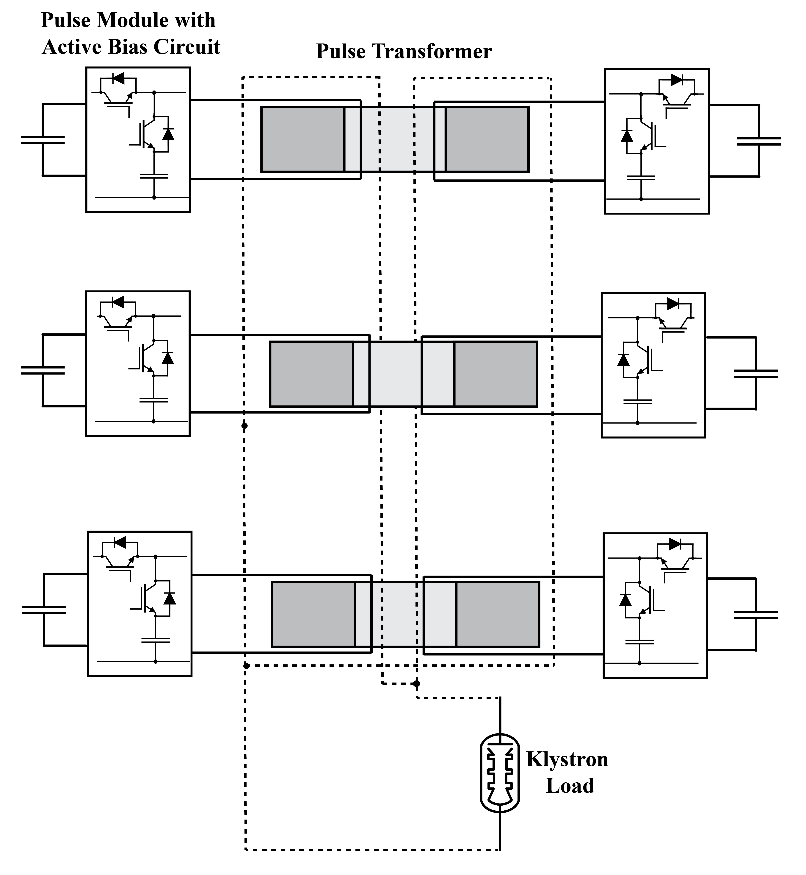 Pulse Module with
Active Bias Circuit
Pulse Transformer
Klystron
Load